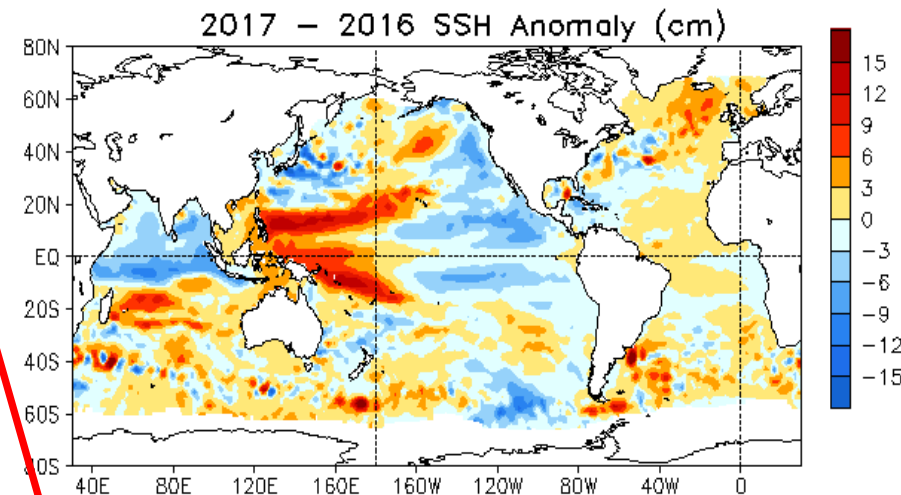 2017 – 2016 SSH Anomaly (cm)
80N
60N
40N
20N
EQ
20S
40S
60S
80S
40E 80E 120E 160E 160W 120W 80W 40W 0
15
12
9
6
3
0
−3
−6
−9
−12
−15